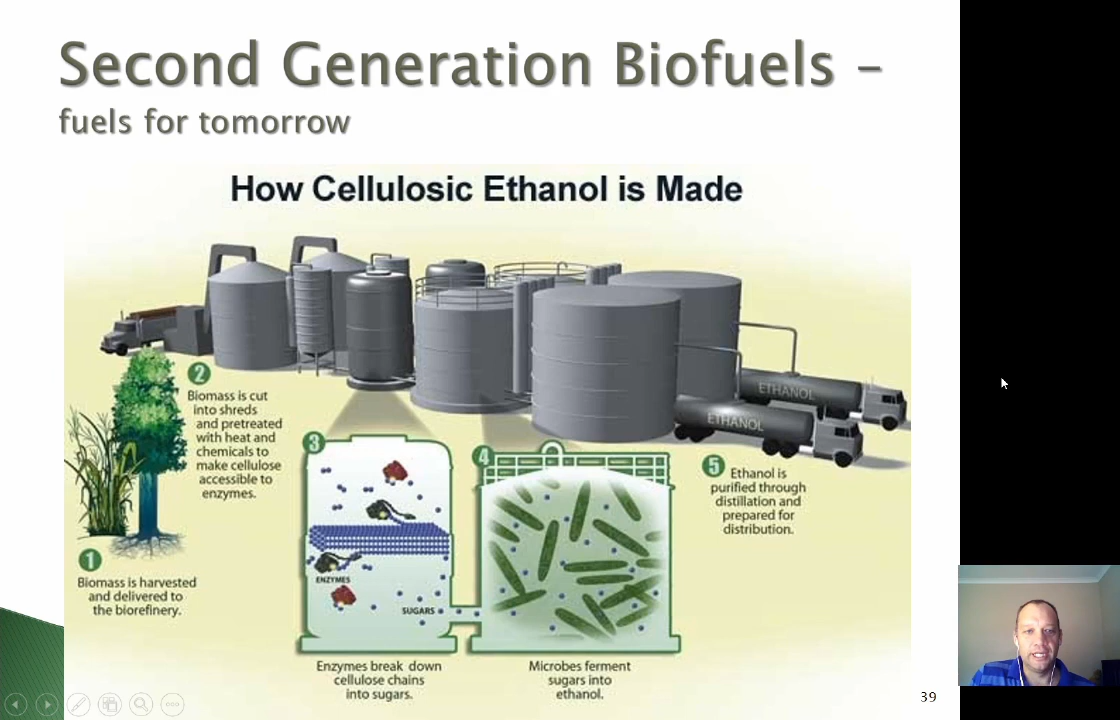 Second Generation Biofuels –
fuels for tomorrow
How Cellulosic Ethanol is Made
1
Biomass is harvested
and delivered to
the biorefinery.
2
Biomass is cut
into shreds
and pretreated
with heat and
chemicals to
make cellulose
accessible to
enzymes.
3
ENZYMES
SUGARS
Enzymes break down
cellulose chains
into sugars.
4
Microbes ferment
sugars into
ethanol.
5
Ethanol is
purified through
distillation and
prepared for
distribution.
ETHANOL
ETHANOL
39